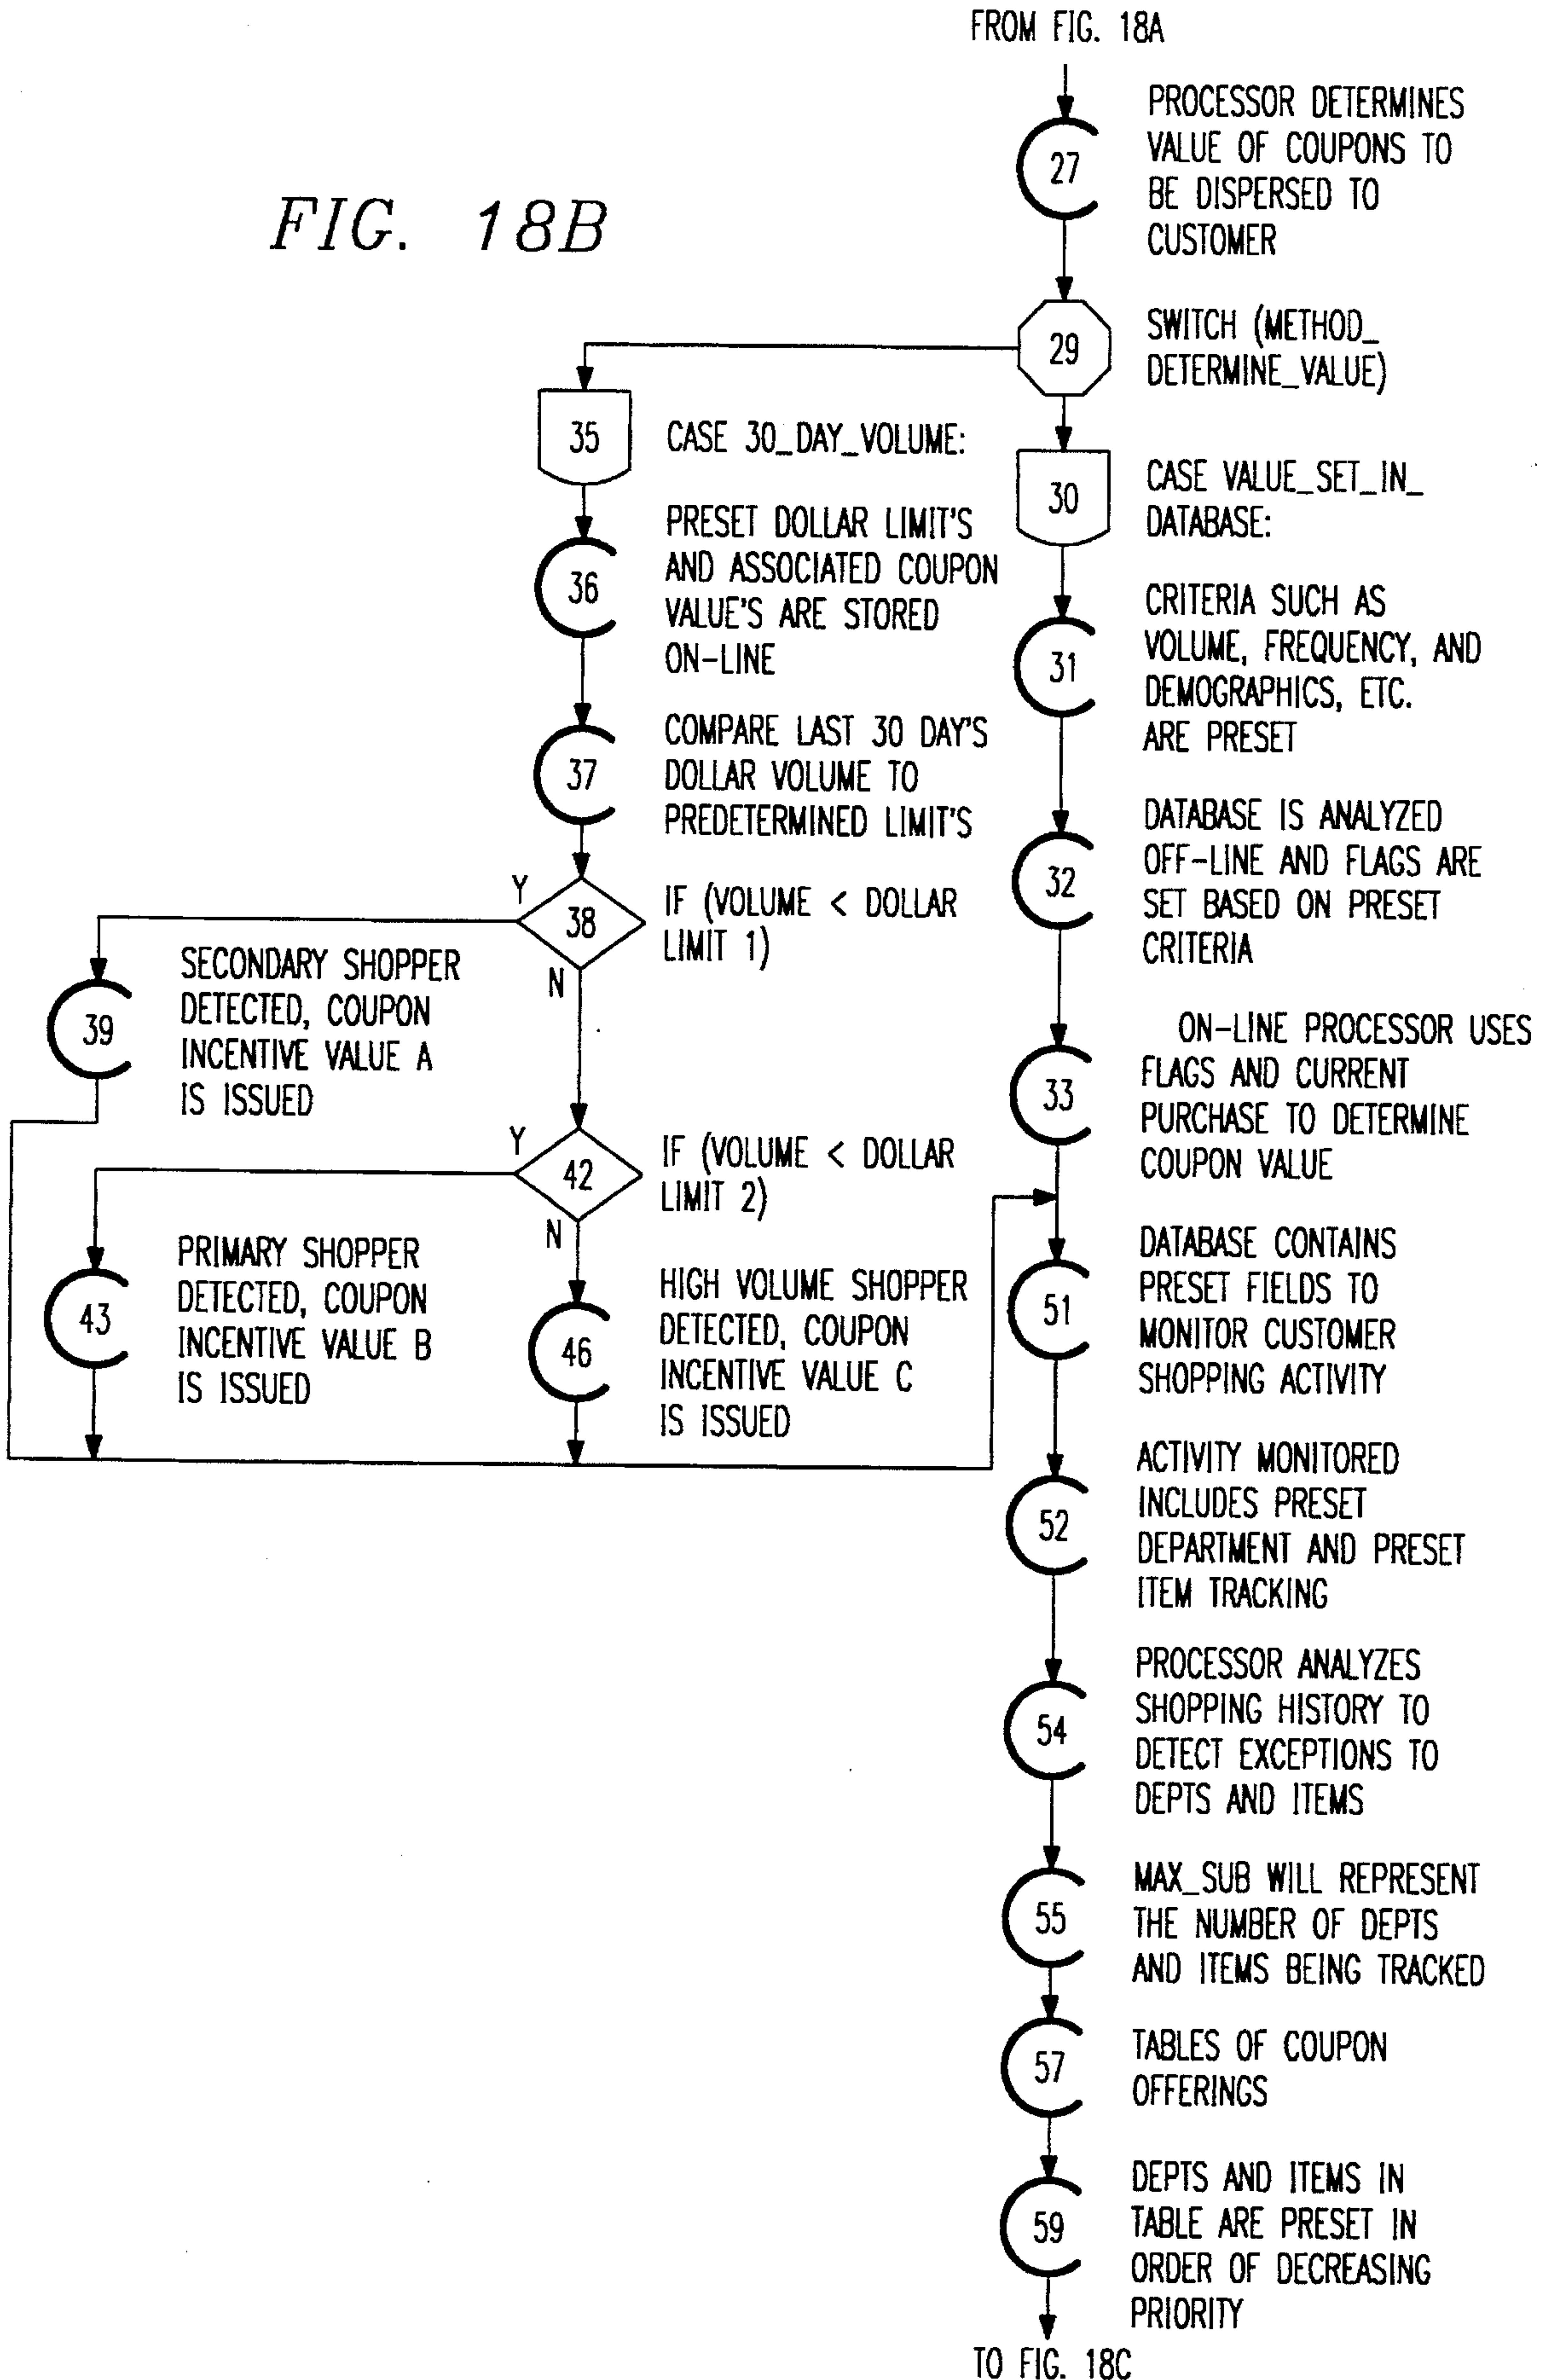 FROM FIG. 18A
FIG. 18B
27
PROCESSOR DETERMINES
VALUE OF COUPONS TO
BE DISPERSED TO
CUSTOMER
29
SWITCH (METHOD_
DETERMINE_VALUE)
35
CASE 30_DAY_VOLUME:
36
PRESET DOLLAR LIMIT'S
AND ASSOCIATED COUPON
VALUE'S ARE STORED
ON-LINE
37
COMPARE LAST 30 DAY'S
DOLLAR VOLUME TO
PREDETERMINED LIMIT'S
38
IF (VOLUME < DOLLAR
LIMIT 1)
Y
N
39
SECONDARY SHOPPER
DETECTED, COUPON
INCENTIVE VALUE A
IS ISSUED
42
IF (VOLUME < DOLLAR
LIMIT 2)
Y
N
43
PRIMARY SHOPPER
DETECTED, COUPON
INCENTIVE VALUE B
IS ISSUED
46
HIGH VOLUME SHOPPER
DETECTED, COUPON
INCENTIVE VALUE C
IS ISSUED
30
CASE VALUE_SET_IN_
DATABASE:
31
CRITERIA SUCH AS
VOLUME, FREQUENCY, AND
DEMOGRAPHICS, ETC.
ARE PRESET
32
DATABASE IS ANALYZED
OFF-LINE AND FLAGS ARE
SET BASED ON PRESET
CRITERIA
33
ON-LINE PROCESSOR USES
FLAGS AND CURRENT
PURCHASE TO DETERMINE
COUPON VALUE
51
DATABASE CONTAINS
PRESET FIELDS TO
MONITOR CUSTOMER
SHOPPING ACTIVITY
52
ACTIVITY MONITORED
INCLUDES PRESET
DEPARTMENT AND PRESET
ITEM TRACKING
54
PROCESSOR ANALYZES
SHOPPING HISTORY TO
DETECT EXCEPTIONS TO
DEPTS AND ITEMS
55
MAX_SUB WILL REPRESENT
THE NUMBER OF DEPTS
AND ITEMS BEING TRACKED
57
TABLES OF COUPON
OFFERINGS
59
DEPTS AND ITEMS IN
TABLE ARE PRESET IN
ORDER OF DECREASING
PRIORITY
TO FIG. 18C